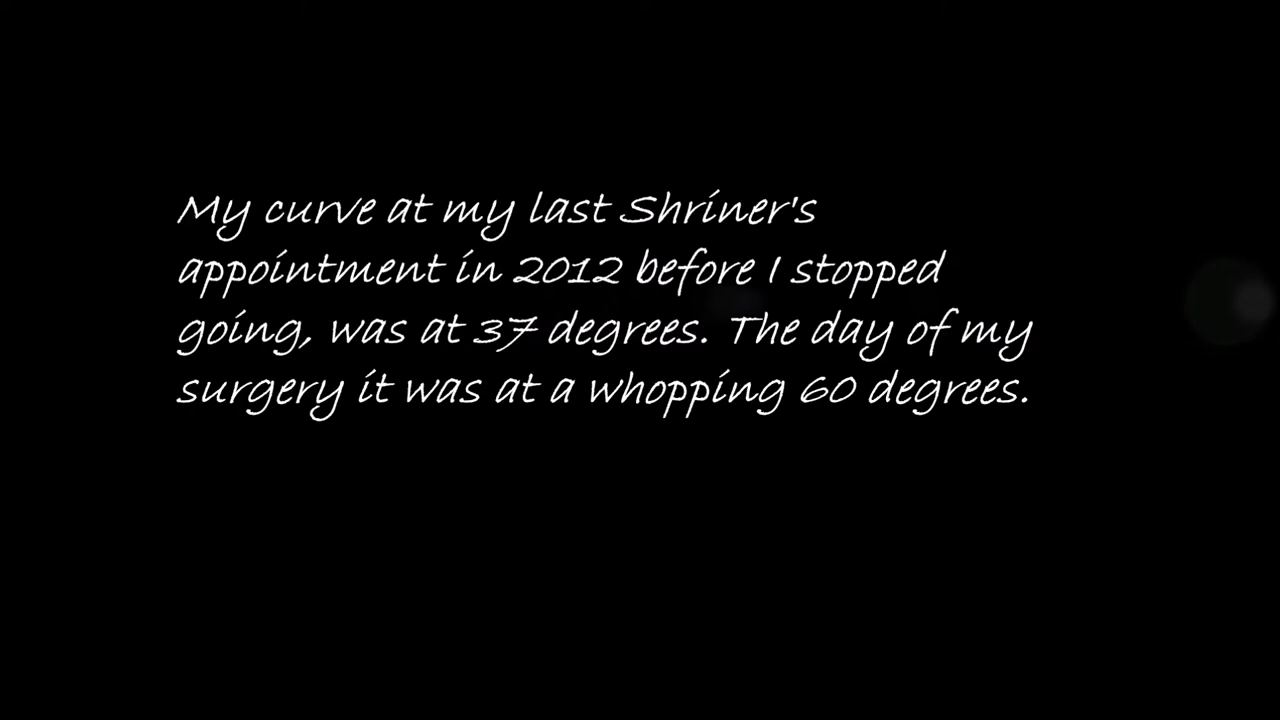 My curve at my last Shriner's
appointment in 2012 before I stopped
going, was at 37 degrees. The day of my
surgery it was at a whopping 60 degrees.